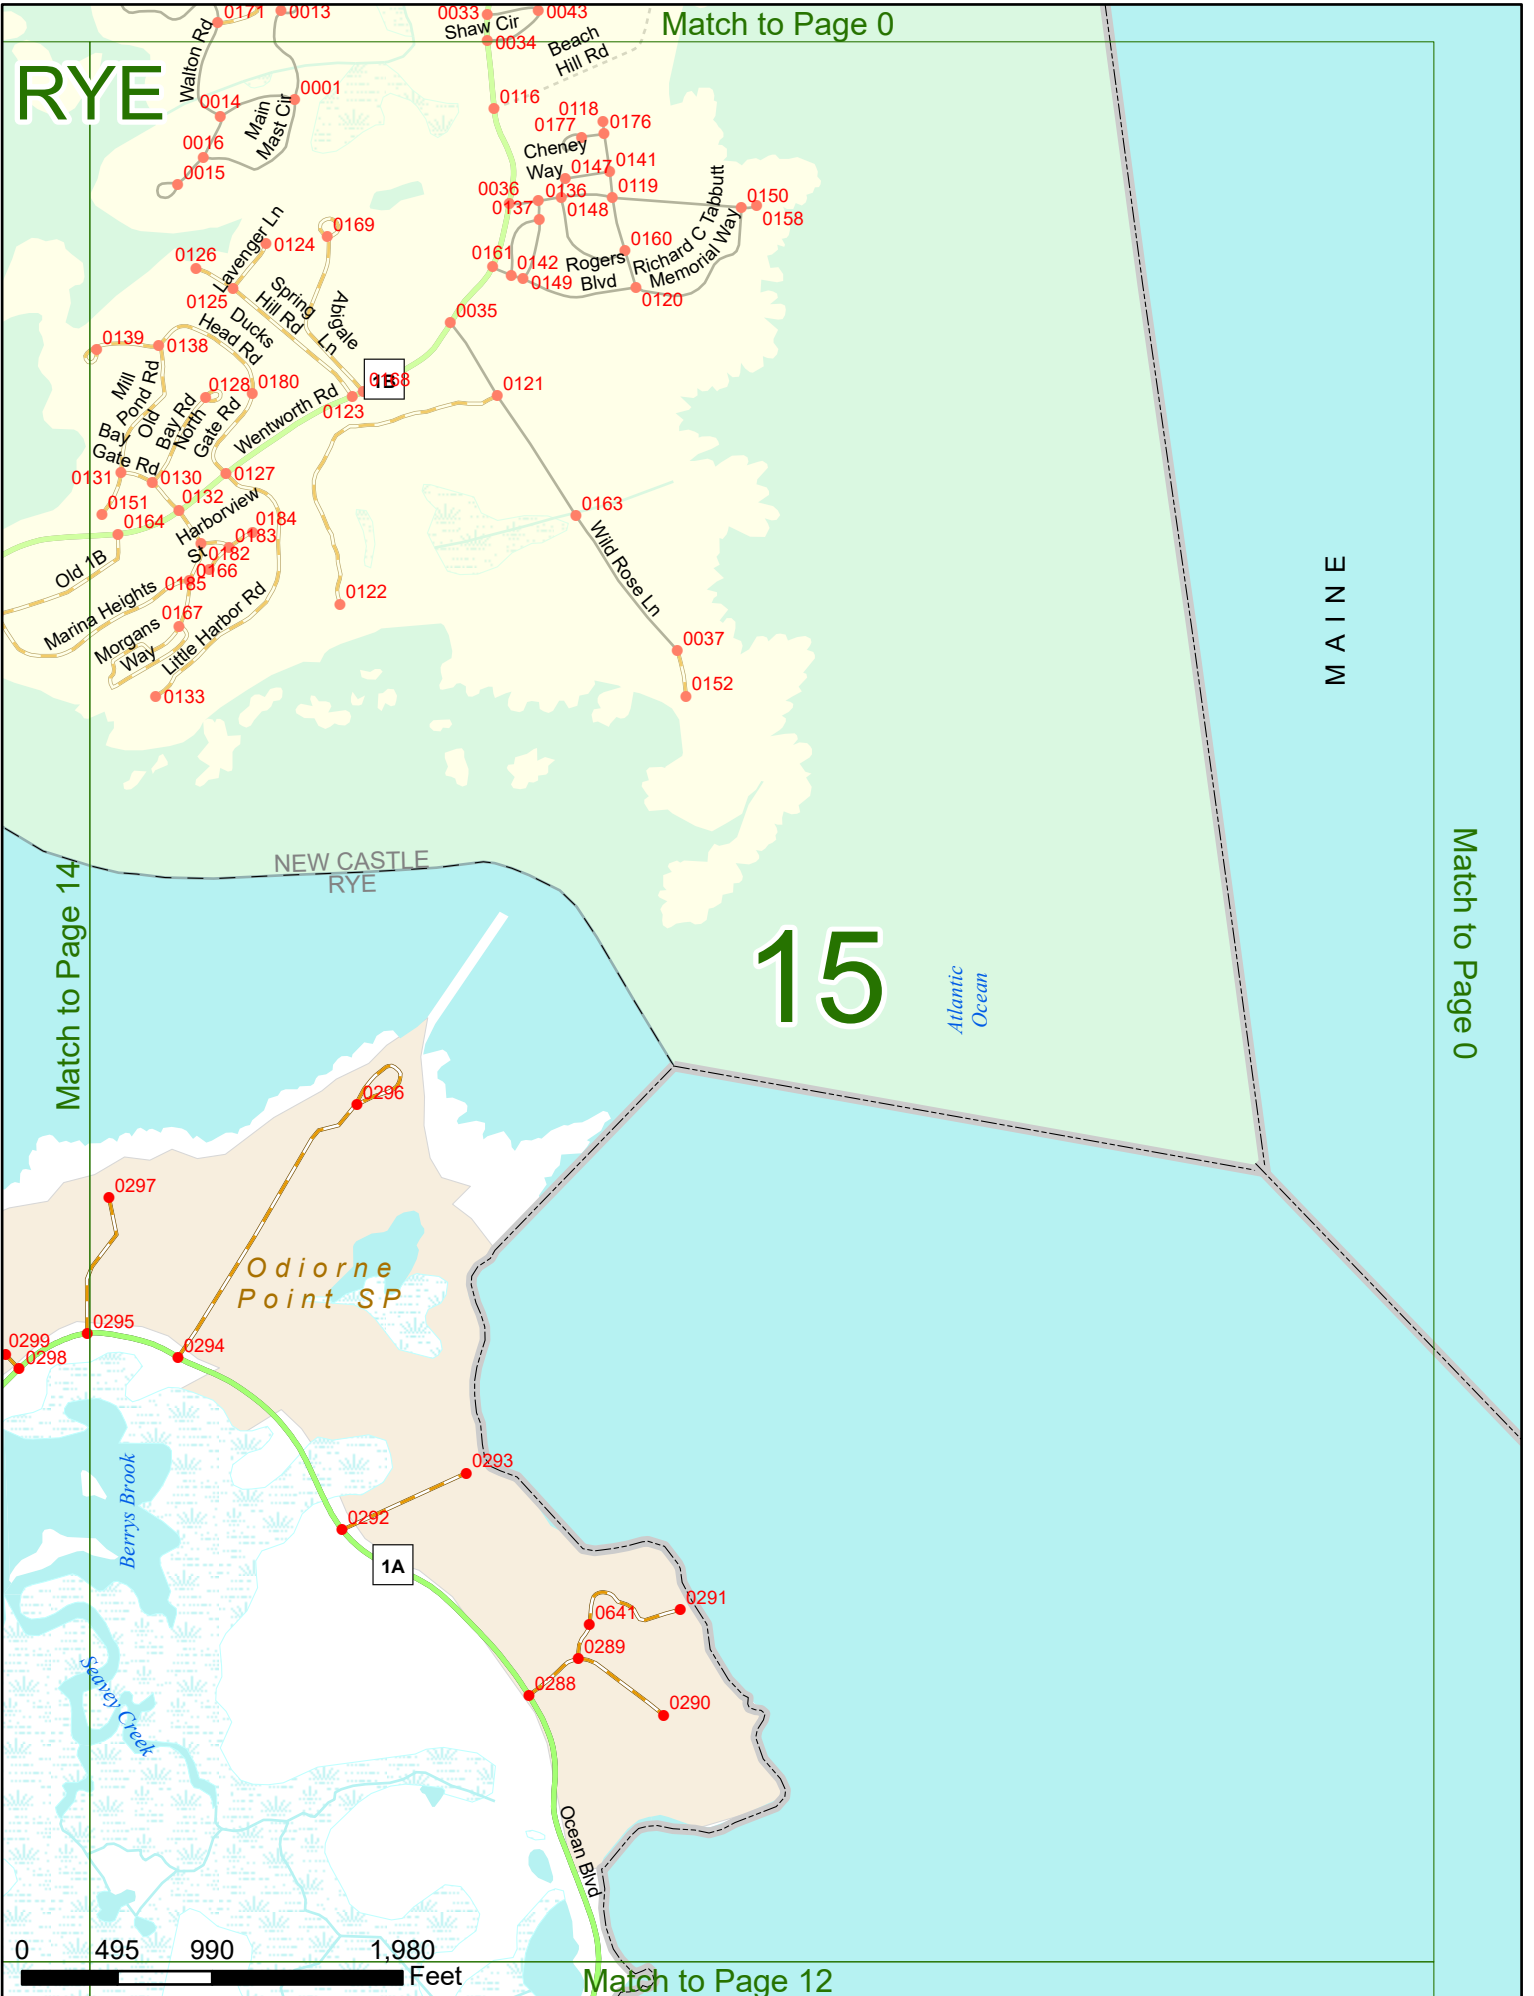 0171
0013
0033
0043
Match to Page 0
Shaw Cir
0034
Beach
Hill Rd
RYE
Walton Rd
0014
0001
Main
Mast Cir
0116
0118
0176
0177
Cheney
Way
0016
0015
0147
0141
0036
0136
0119
0137
0148
Richard C Tabbutt
Memorial Way
0150
0158
Lavenger Ln
0169
0124
0126
0125
0161
0142
0149
Rogers
Blvd
0160
0120
Spring
Hill Rd
Abigale
Ln
Ducks
Head Rd
0035
0139
0138
Mill
Pond Rd
Old
Bay Rd
North
0128
0180
Gate Rd
1B
0168
0123
0121
Wentworth Rd
Bay
Gate Rd
0131
0130
0127
0151
0132
0164
Harborview
St
0184
0183
0182
0163
Old 1B
0166
0185
Wild Rose Ln
MAINE
Marina Heights
0122
0167
Morgans
Way
Little Harbor Rd
0037
0133
0152
NEW CASTLE
RYE
Match to Page 14
15
Atlantic
Ocean
Match to Page 0
0296
0297
Odiorne
Point SP
0295
0294
0299
0298
Berrys Brook
0293
0292
1A
0291
0641
0289
0288
0290
Seavey Creek
Ocean Blvd
0 495 990 1,980
Feet
Match to Page 12